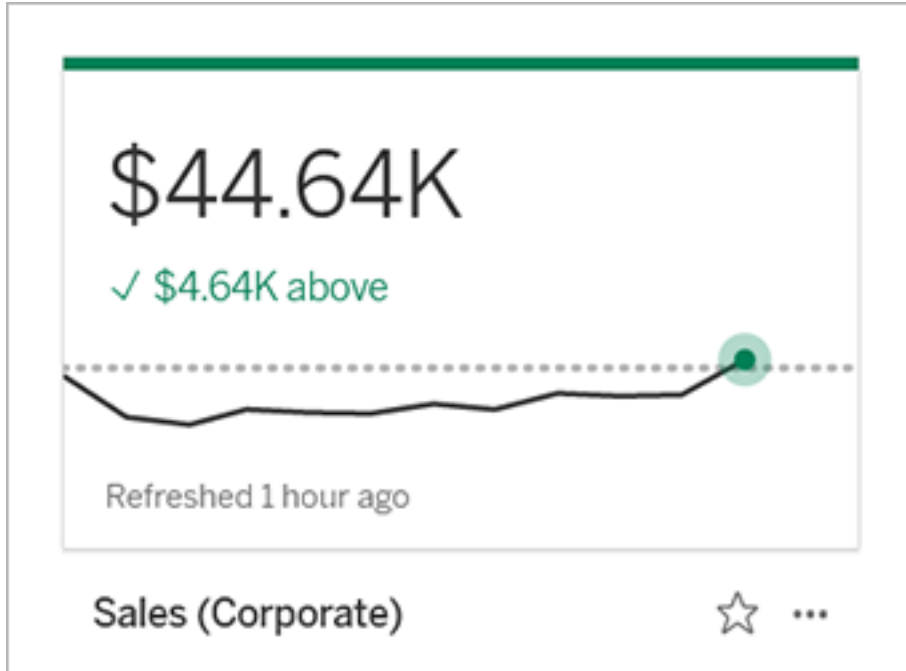 $44.64K
✓ $4.64K above
Refreshed 1 hour ago
Sales (Corporate)